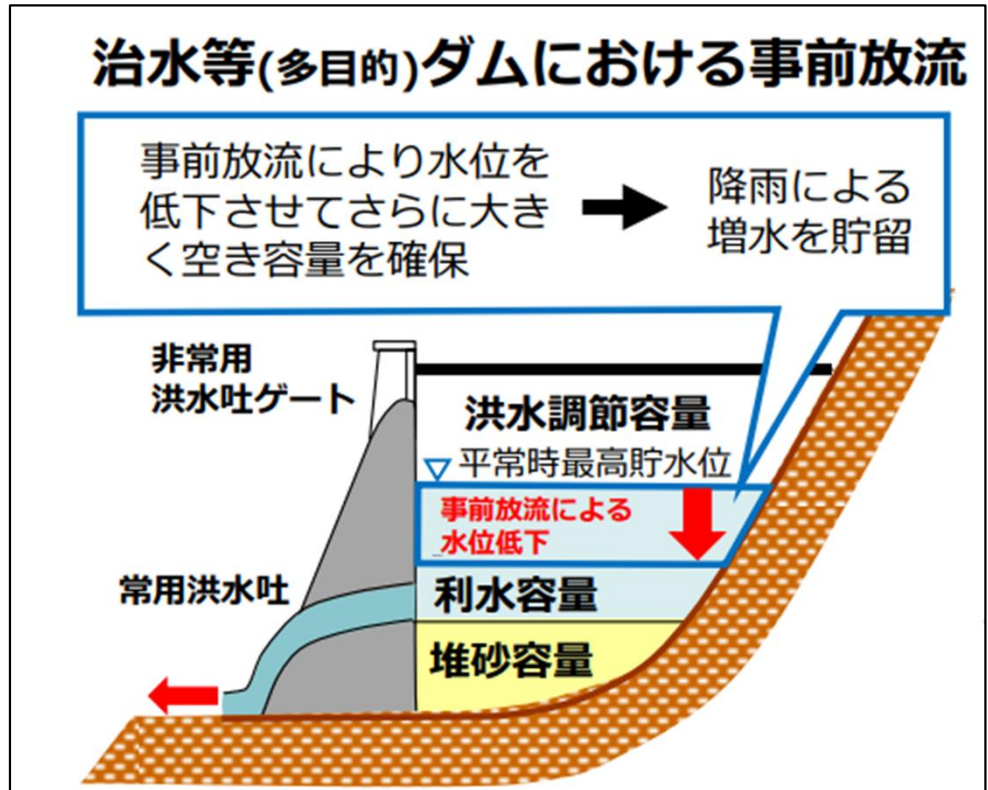 治水等(多目的)ダムにおける事前放流
事前放流により水位を
低下させてさらに大き
く空き容量を確保
降雨による
増水を貯留
非常用
洪水吐ゲート
洪水調節容量
平常時最高貯水位
事前放流による
水位低下
常用洪水吐
利水容量
堆砂容量